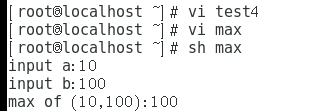 [root@localhost ~]# vi test4
[root@localhost ~]# vi max
[root@localhost ~]# sh max
input a:10
input b:100
max of (10,100):100